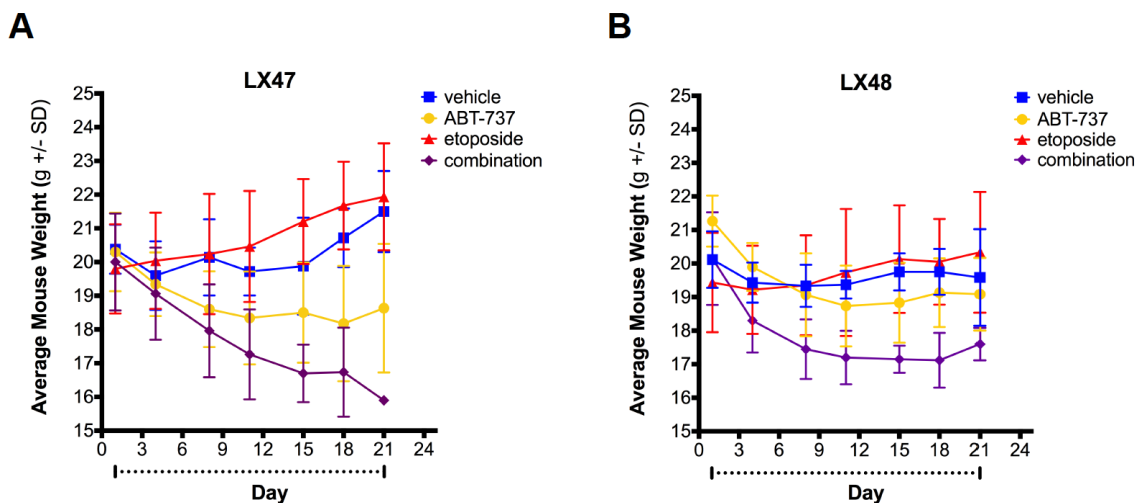 A
LX47
Average Mouse Weight (g +/- SD)
25
24
23
22
21
20
19
18
17
16
15
0 3 6 9 12 15 18 21 24
Day
vehicle
ABT-737
etoposide
combination
B
LX48
Average Mouse Weight (g +/- SD)
25
24
23
22
21
20
19
18
17
16
15
0 3 6 9 12 15 18 21 24
Day
vehicle
ABT-737
etoposide
combination